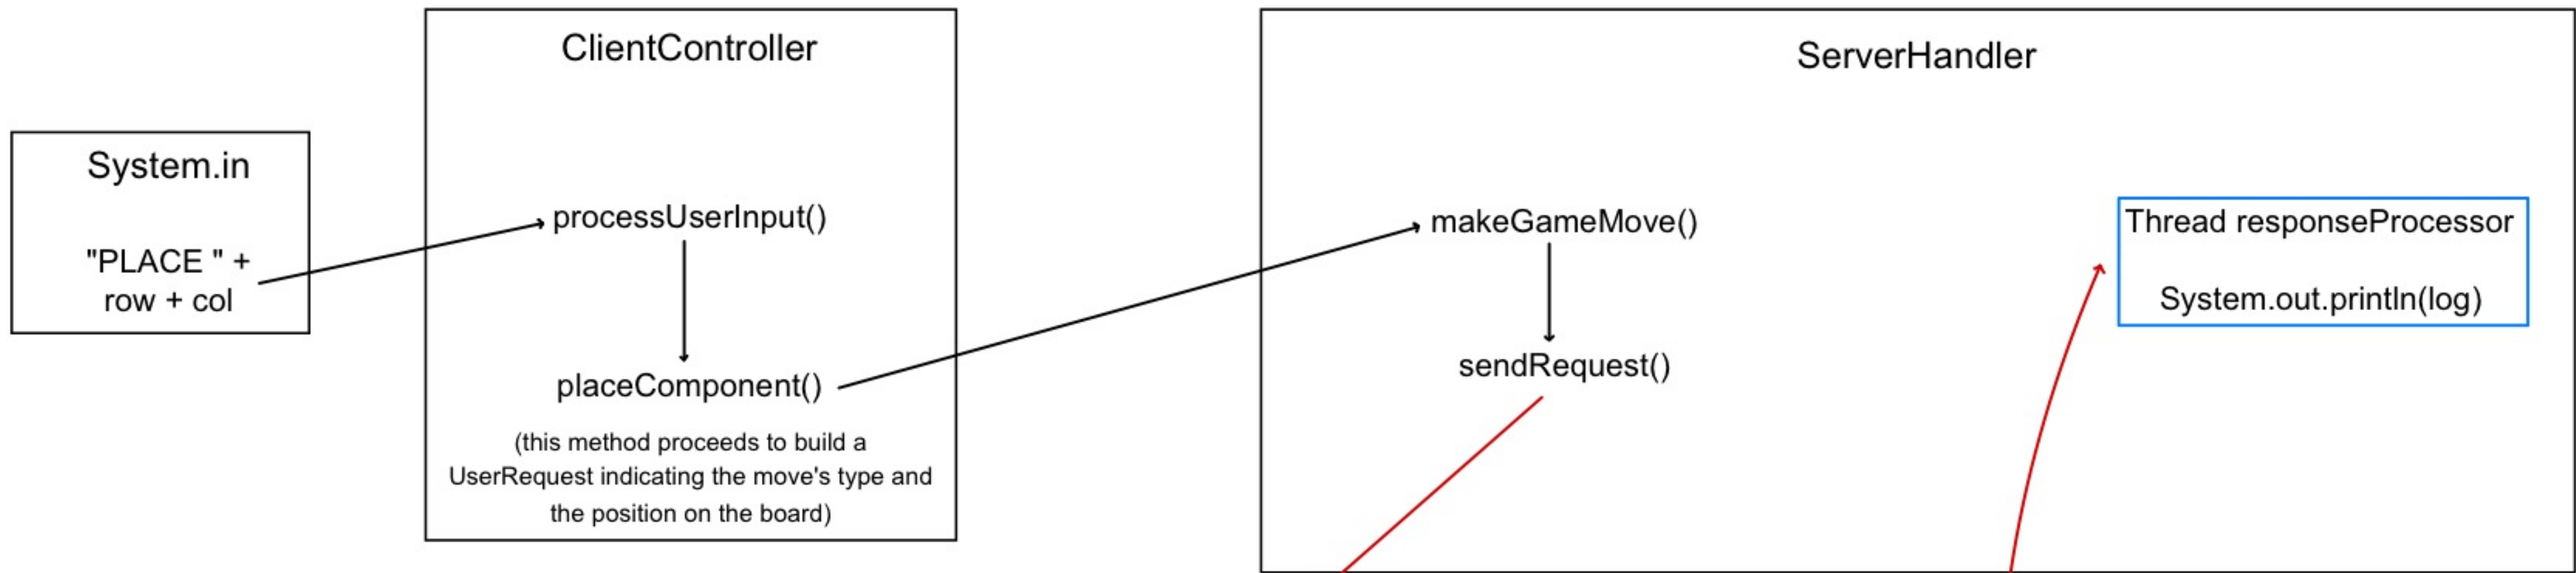 System.in
"PLACE " +
row + col
ClientController
processUserInput()
placeComponent()
(this method proceeds to build a
UserRequest indicating the move's type and
the position on the board)
ServerHandler
makeGameMove()
sendRequest()
Thread responseProcessor
System.out.println(log)